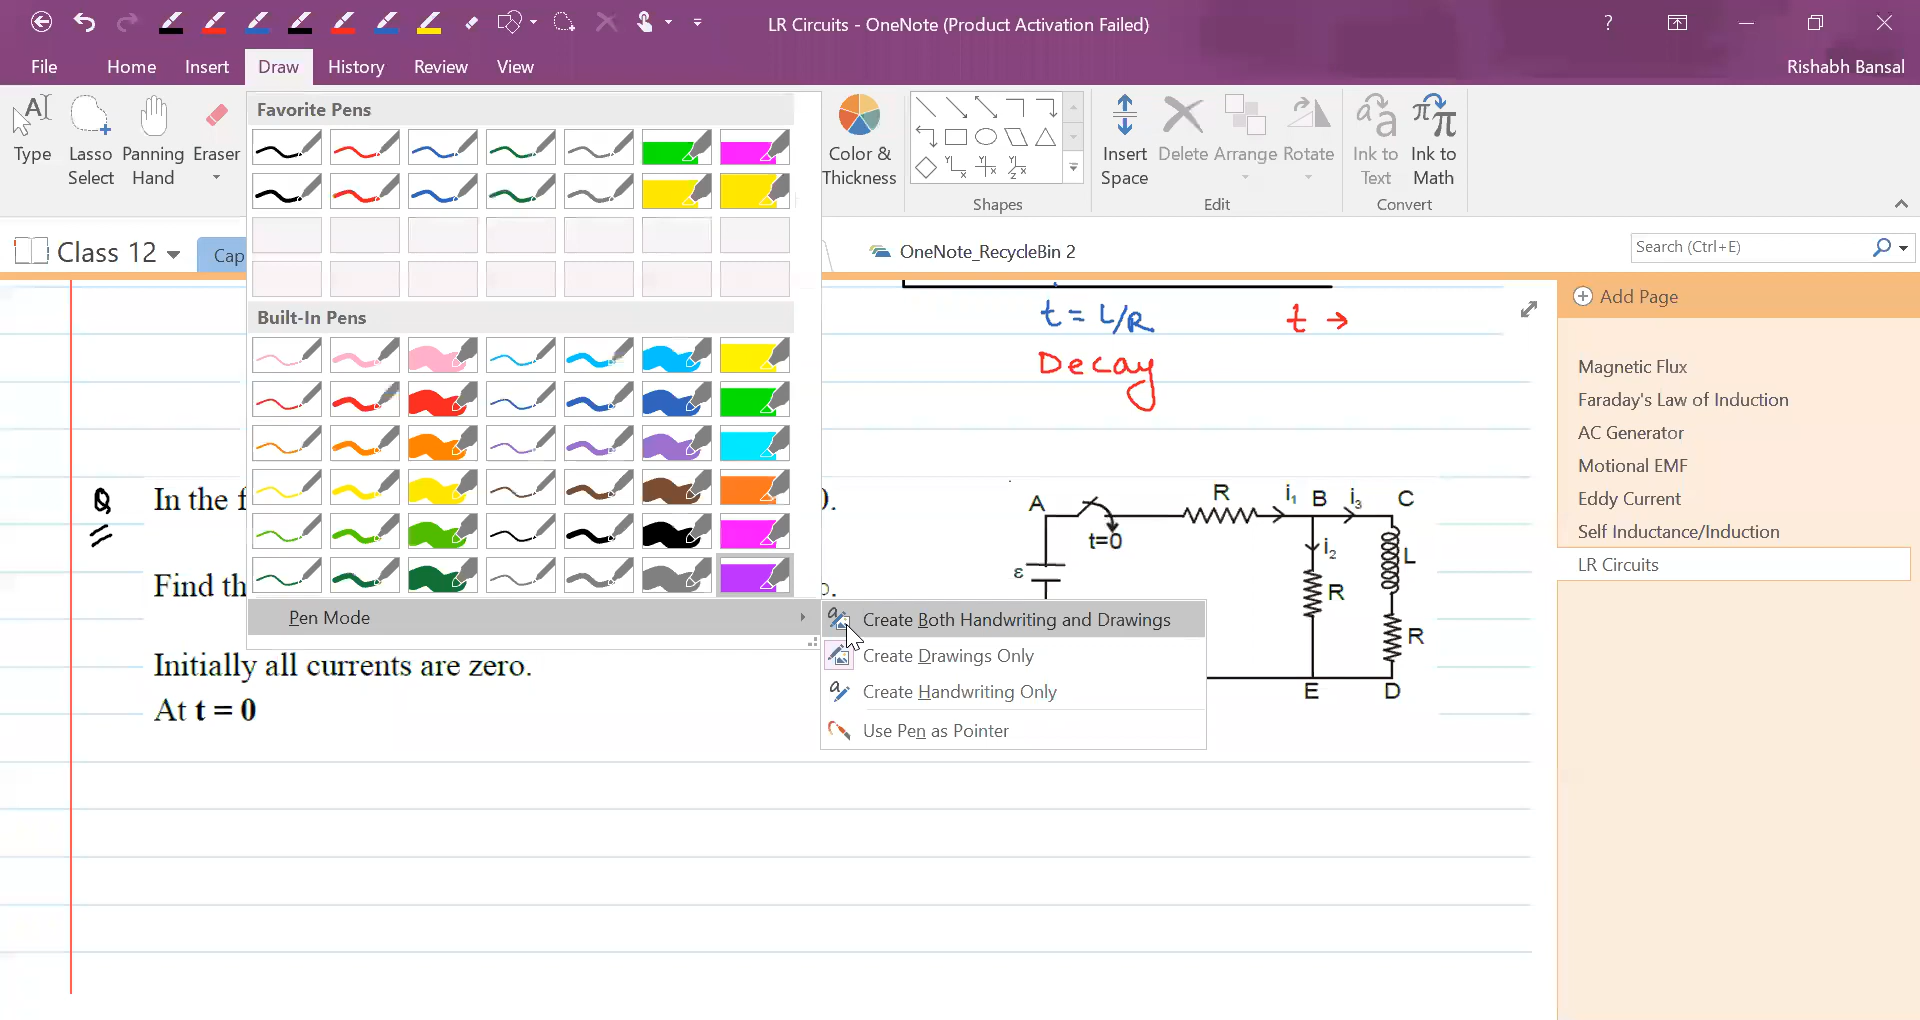 LR Circuits - OneNote (Product Activation Failed)
?
File Home Insert Draw History Review View
Rishabh Bansal
Type
Lasso Select
Panning Hand
Eraser
Favorite Pens
Built-In Pens
Pen Mode
Color & Thickness
Shapes
Insert Space
Delete
Arrange
Rotate
Edit
Ink to Text
Ink to Math
Convert
Class 12
Cap
OneNote_RecycleBin 2
Search (Ctrl+E)
Add Page
Magnetic Flux
Faraday's Law of Induction
AC Generator
Motional EMF
Eddy Current
Self Inductance/Induction
LR Circuits
t = L/R
t →
Decay
Q
In the f
).
Find th
Initially all currents are zero.
At t = 0
Create Both Handwriting and Drawings
Create Drawings Only
Create Handwriting Only
Use Pen as Pointer
A
R
i₁
B
i₃
C
t=0
i₂
L
ε
R
R
E
D